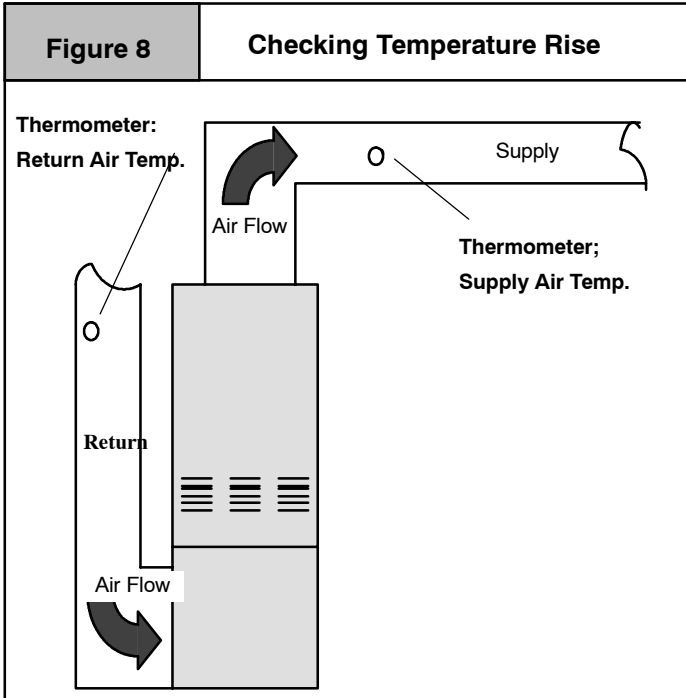 Figure 8
Checking Temperature Rise
Thermometer:
Return Air Temp.
Supply
Air Flow
Thermometer;
Supply Air Temp.
Return
Air Flow